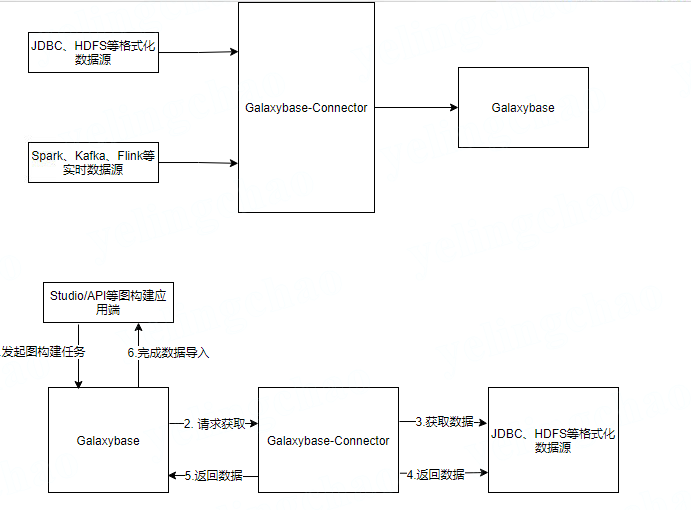 JDBC、HDFS等格式化
数据源
Galaxybase-Connector
Galaxybase
Spark、Kafka、Flink等
实时数据源
Studio/API等图构建应
用端
.发起图构建任务
6.完成数据导入
Galaxybase
2. 请求获取
Galaxybase-Connector
3.获取数据
JDBC、HDFS等格式化
数据源
5.返回数据
4.返回数据